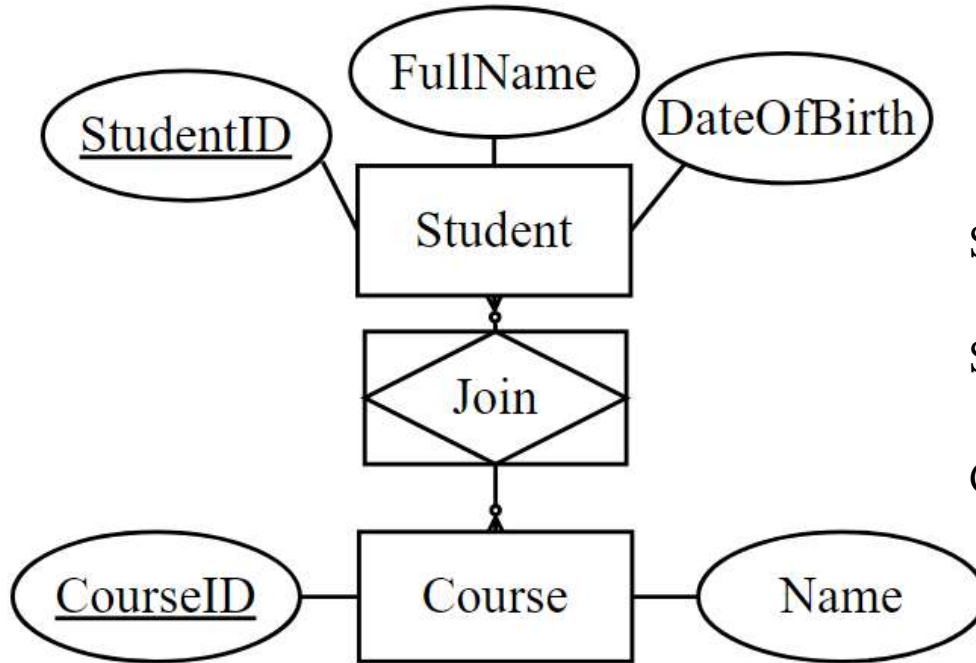 FullName
StudentID
DateOfBirth
Student
S
Join
S
CourseID
Course
Name